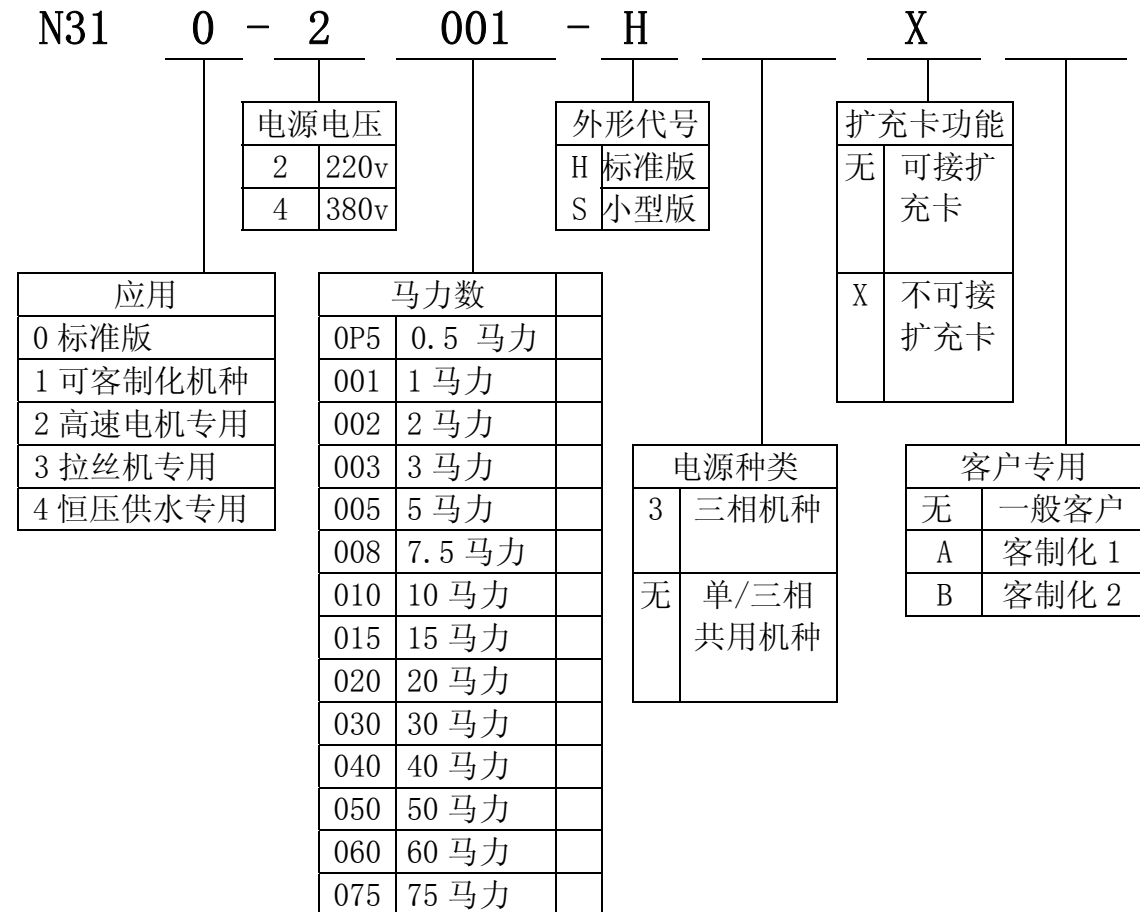 N31 0 - 2 001 - H X
电源电压
2 220v
4 380v
外形代号
H 标准版
S 小型版
扩充卡功能
无 可接扩
充卡
X 不可接
扩充卡
应用
0 标准版
1 可客制化机种
2 高速电机专用
3 拉丝机专用
4 恒压供水专用
马力数
0P5 0.5 马力
001 1 马力
002 2 马力
003 3 马力
005 5 马力
008 7.5 马力
010 10 马力
015 15 马力
020 20 马力
030 30 马力
040 40 马力
050 50 马力
060 60 马力
075 75 马力
电源种类
3 三相机种
无 单/三相
共用机种
客户专用
无 一般客户
A 客制化 1
B 客制化 2